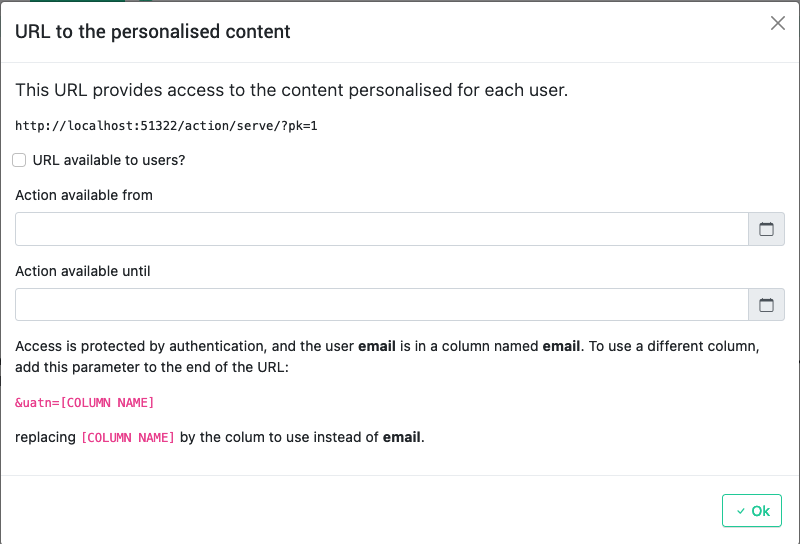 URL to the personalised content
This URL provides access to the content personalised for each user.
http://localhost:51322/action/serve/?pk=1
URL available to users?
Action available from
Action available until
Access is protected by authentication, and the user email is in a column named email. To use a different column,
add this parameter to the end of the URL:
&uatn=[COLUMN NAME]
replacing [COLUMN NAME] by the colum to use instead of email.
Ok